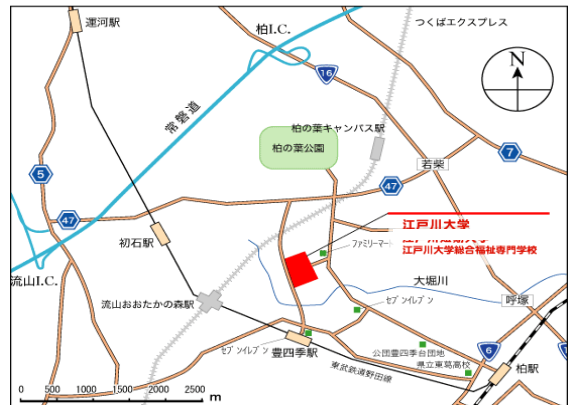 運河駅
つくばエクスプレス
柏I.C.
16
N
常磐道
柏の葉キャンパス駅
柏の葉公園
若柴
7
5
47
47
江戸川大学
江戸川大学総合福祉専門学校
ファミリーマート
初石駅
流山I.C.
大堀川
流山おおたかの森駅
セブンイレブン
呼塚
セブンイレブン
豊四季駅
公団豊四季台団地
県立東葛高校
6
柏駅
東武鉄道野田線
0 500 1000 1500 2000 2500 m